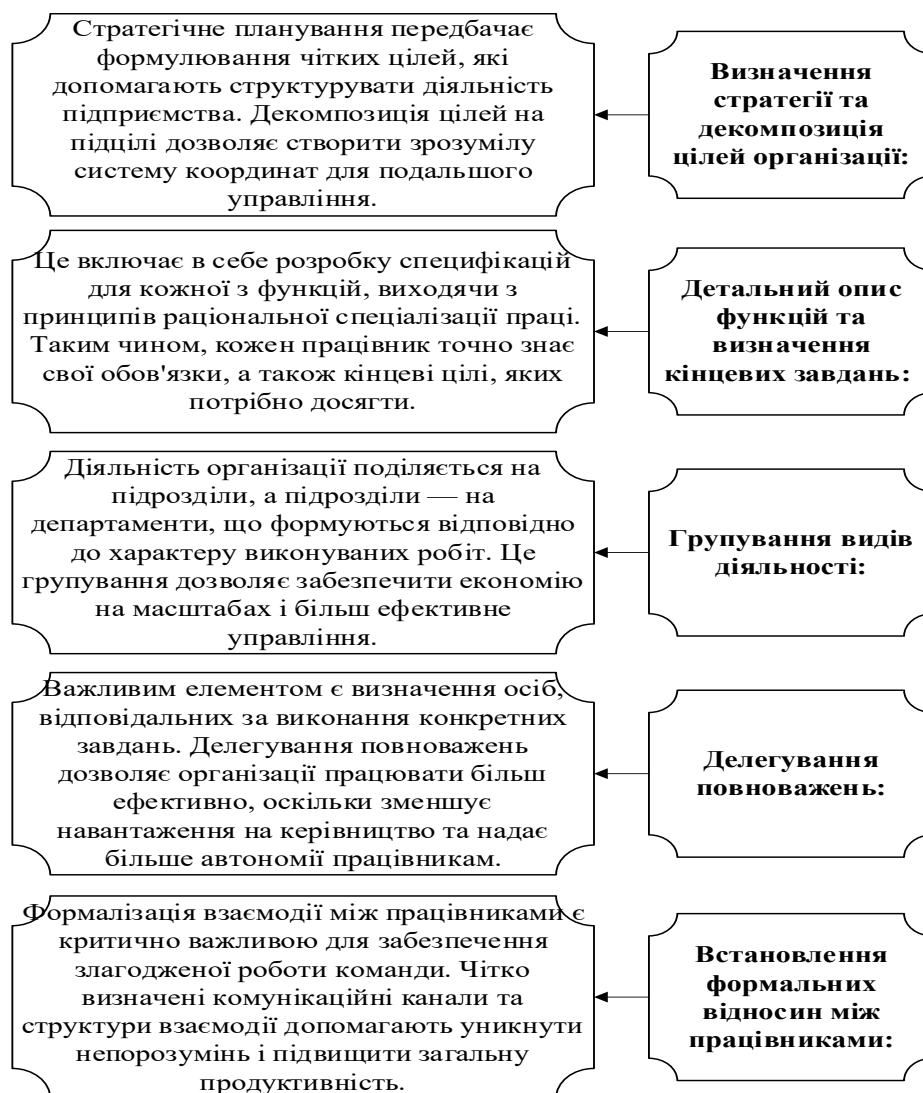 Стратегічне планування передбачає
формулювання чітких цілей, які
допомагають структурувати діяльність
підприємства. Декомпозиція цілей на
підцілі дозволяє створити зрозумілу
систему координат для подальшого
управління.
Визначення
стратегії та
декомпозиція
цілей організації:
Це включає в себе розробку специфікацій
для кожної з функцій, виходячи з
принципів раціональної спеціалізації праці.
Таким чином, кожен працівник точно знає
свої обов'язки, а також кінцеві цілі, яких
потрібно досягти.
Детальний опис
функцій та
визначення
кінцевих завдань:
Діяльність організації поділяється на
підрозділи, а підрозділи — на
департаменти, що формуються відповідно
до характеру виконуваних робіт. Це
групування дозволяє забезпечити економію
на масштабах і більш ефективне
управління.
Групування видів
діяльності:
Важливим елементом є визначення осіб,
відповідальних за виконання конкретних
завдань. Делегування повноважень
дозволяє організації працювати більш
ефективно, оскільки зменшує
навантаження на керівництво та надає
більше автономії працівникам.
Делегування
повноважень:
Формалізація взаємодії між працівниками є
критично важливою для забезпечення
злагодженої роботи команди. Чітко
визначені комунікаційні канали та
структури взаємодії допомагають уникнути
непорозумінь і підвищити загальну
продуктивність.
Встановлення
формальних
відносин між
працівниками: